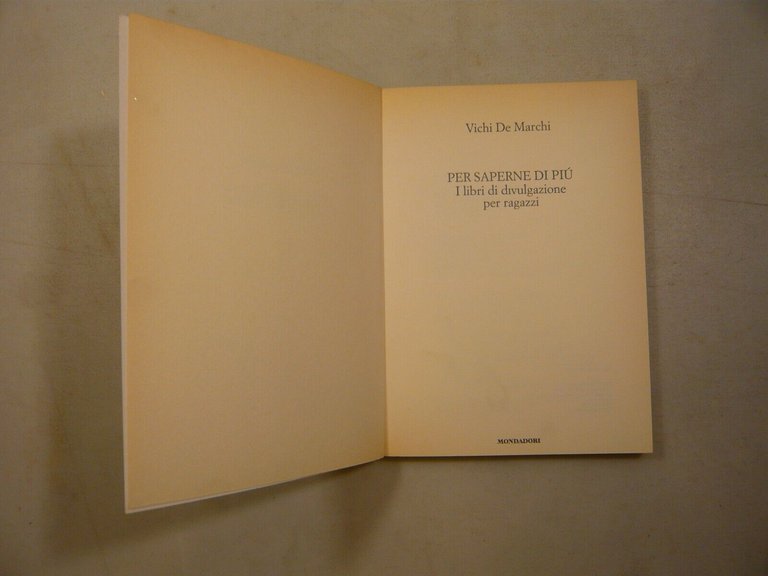 Vichi De Marchi
PER SAPERNE DI PIÚ
I libri di divulgazione
per ragazzi
MONDADORI